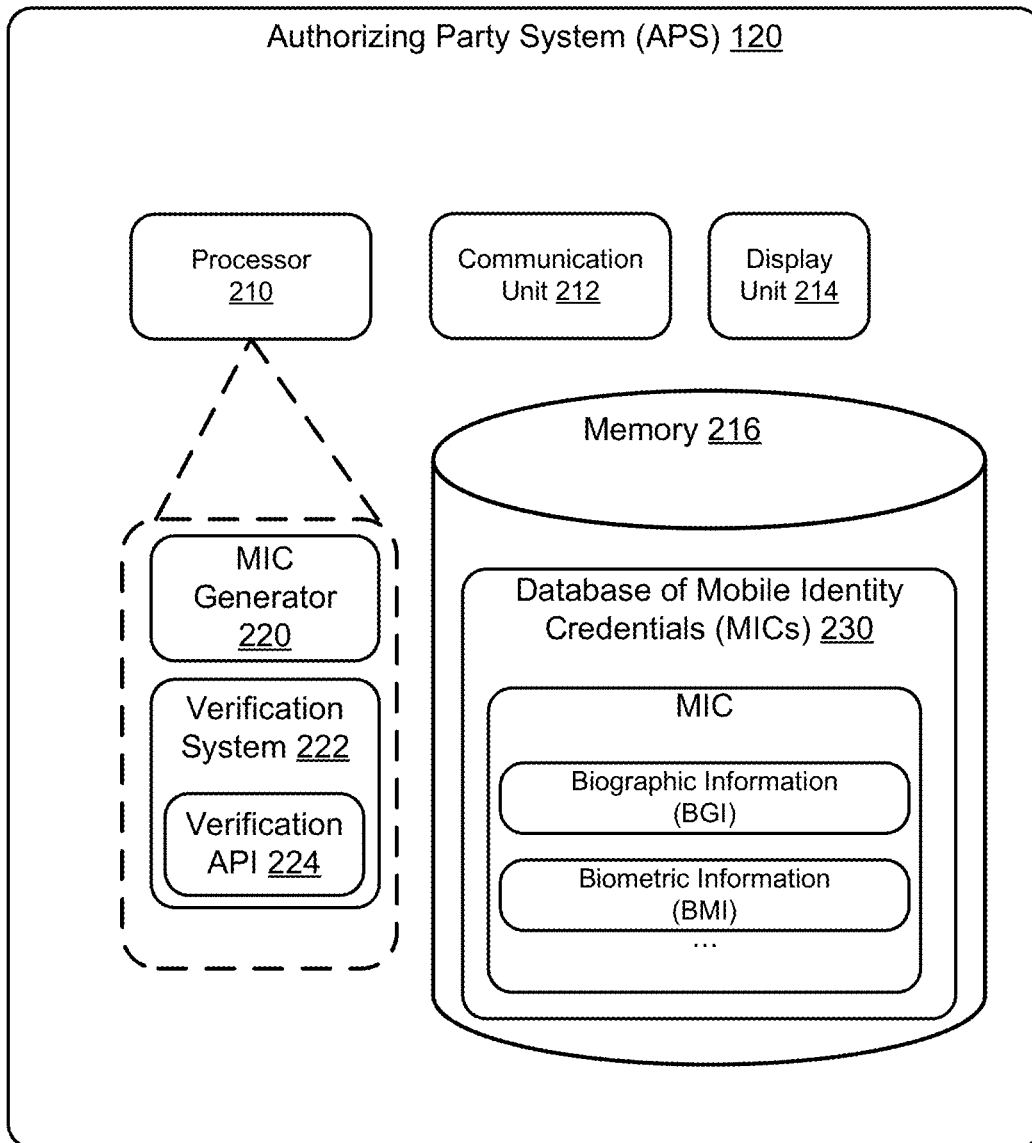 Authorizing Party System (APS) 120
Processor
210
Communication
Unit 212
Display
Unit 214
Memory 216
MIC
Generator
220
Verification
System 222
Verification
API 224
Database of Mobile Identity
Credentials (MICs) 230
MIC
Biographic Information
(BGI)
Biometric Information
(BMI)
...